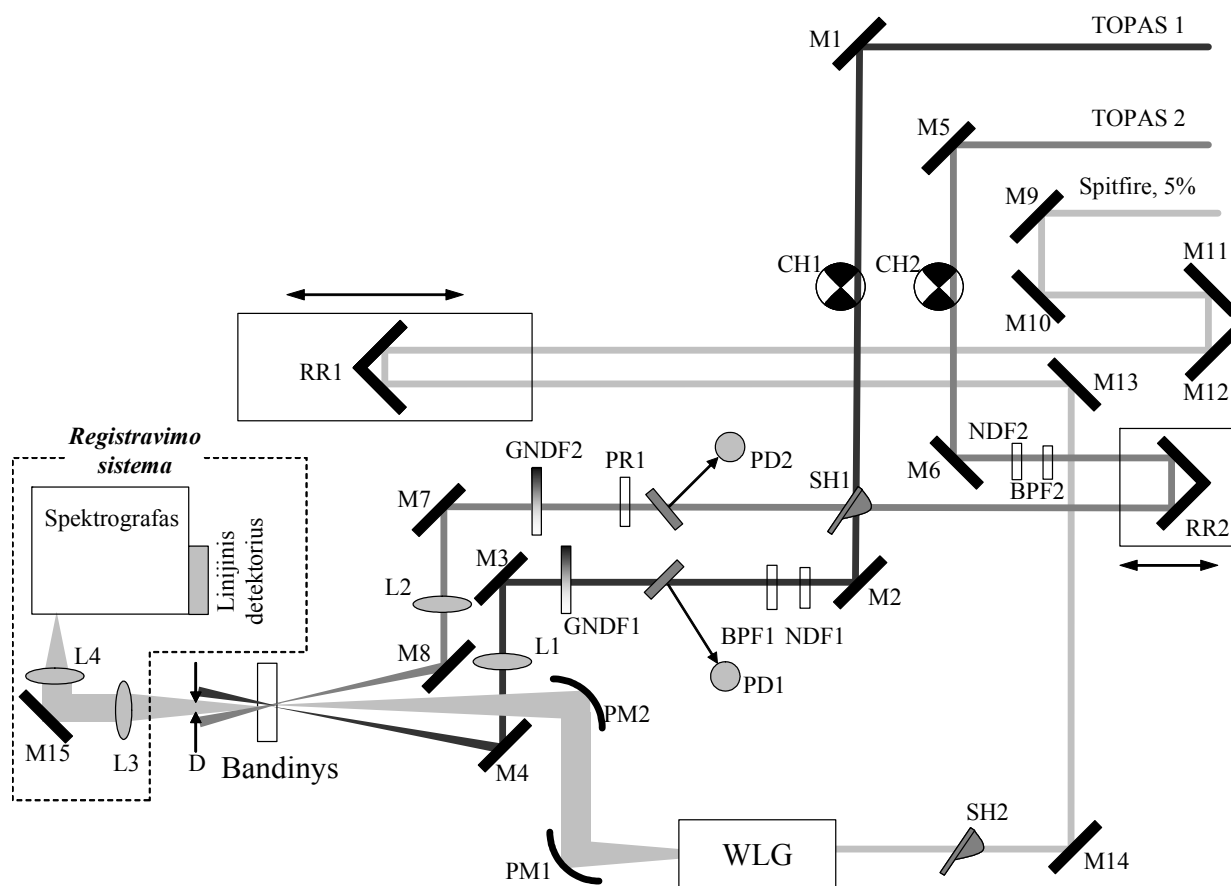 M1
TOPAS 1
M5
TOPAS 2
M9
Spitfire, 5%
CH1
CH2
M11
M10
RR1
M13
M12
Registravimo
sistema
GNDF2
PR1
PD2
SH1
M6
NDF2
BPF2
RR2
M7
Spektrografas
Linijinis
detektorius
M3
L2
GNDF1
BPF1
NDF1
M2
L4
M8
L1
PD1
PM2
M15
L3
D
Bandinys
M4
SH2
PM1
WLG
M14